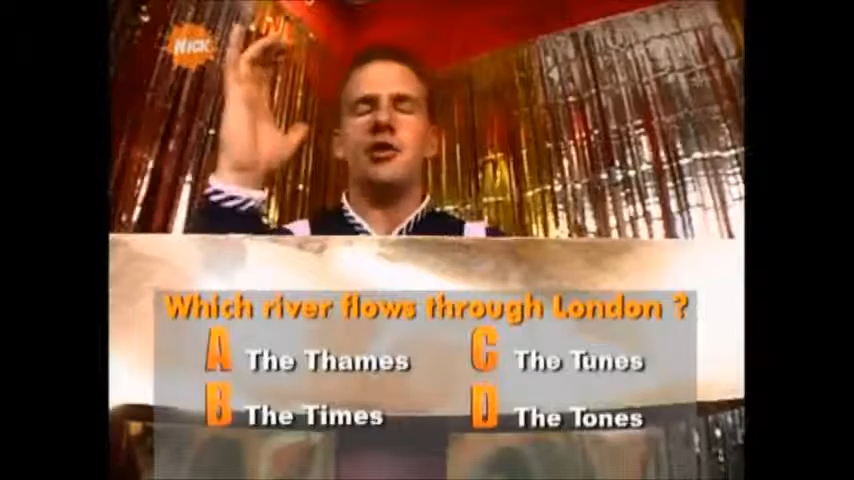 NICK
Which river flows through London ?
A The Thames
C The Tunes
B The Times
D The Tones